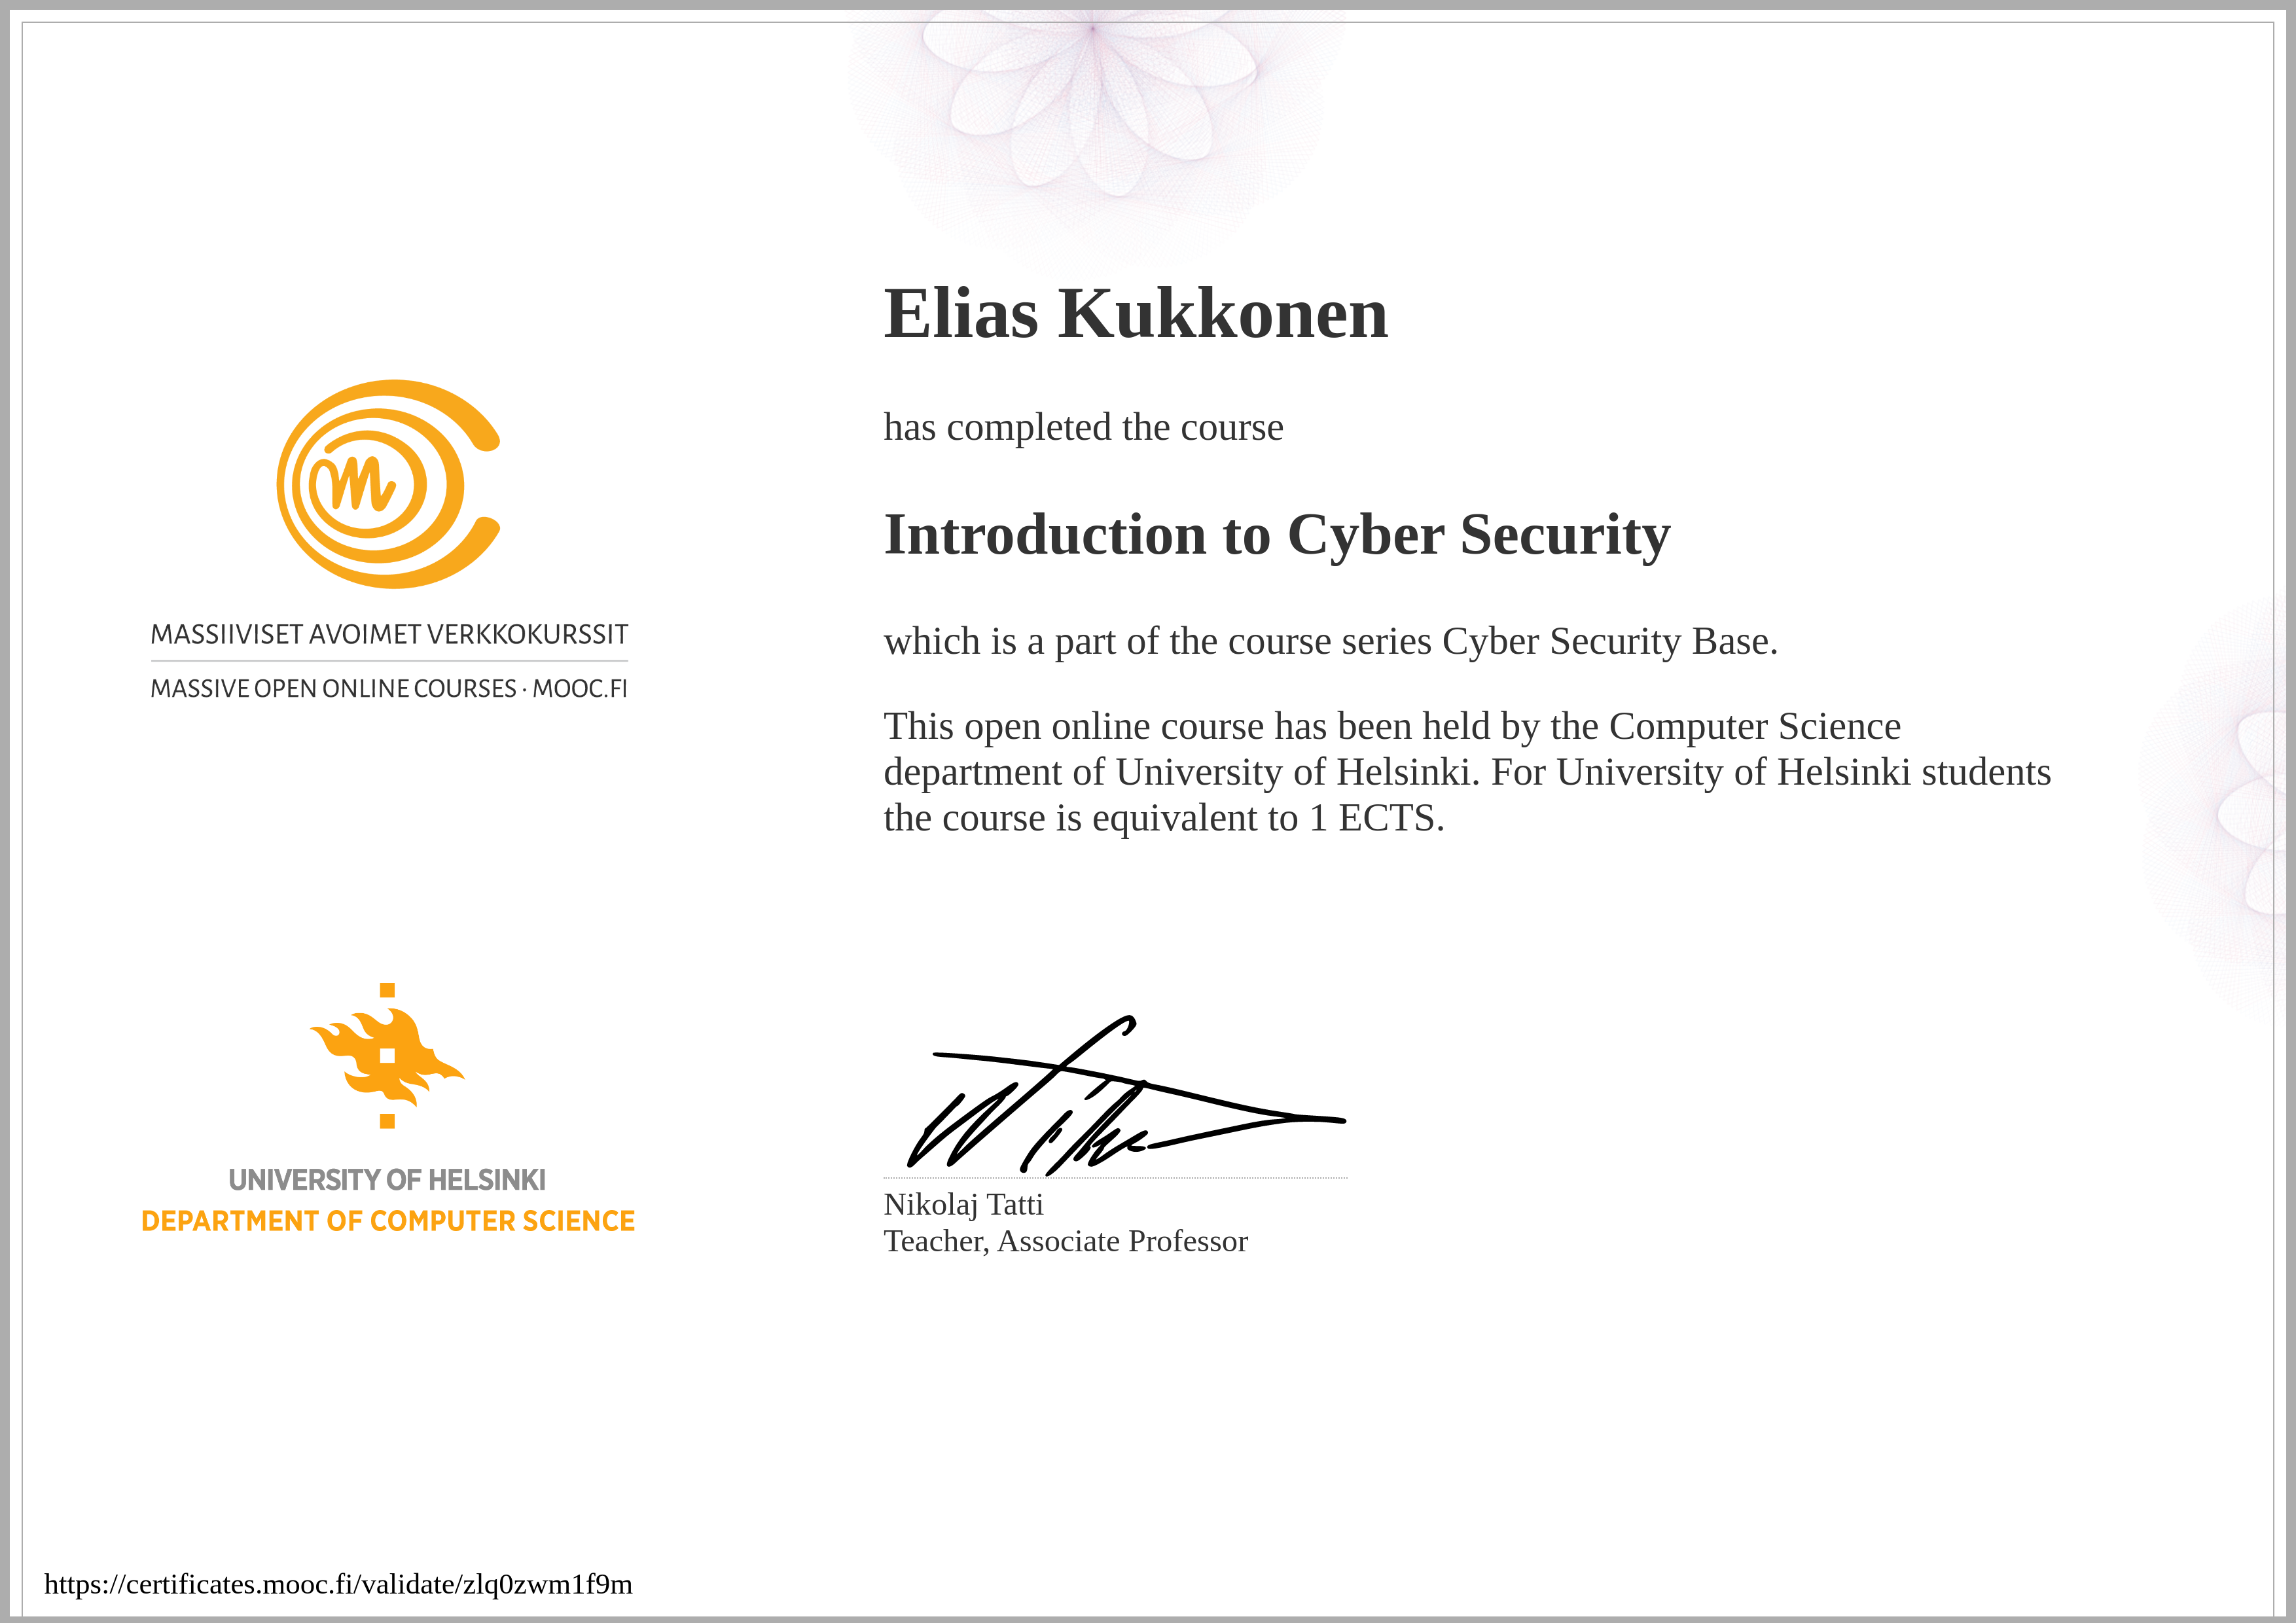 Elias Kukkonen
has completed the course
Introduction to Cyber Security
which is a part of the course series Cyber Security Base.
This open online course has been held by the Computer Science
department of University of Helsinki. For University of Helsinki students
the course is equivalent to 1 ECTS.
MASSIIVISET AVOIMET VERKKOKURSSIT
MASSIVE OPEN ONLINE COURSES · MOOC.FI
UNIVERSITY OF HELSINKI
DEPARTMENT OF COMPUTER SCIENCE
Nikolaj Tatti
Teacher, Associate Professor
https://certificates.mooc.fi/validate/zlq0zwm1f9m